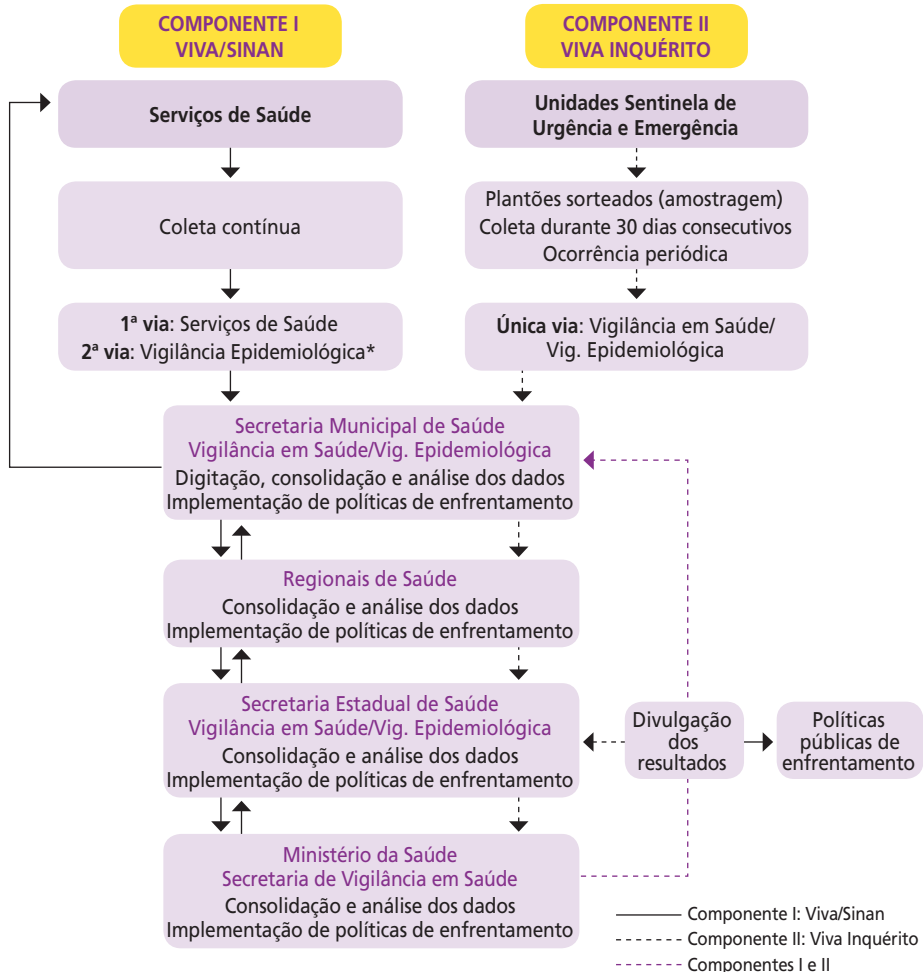 COMPONENTE I
VIVA/SINAN
COMPONENTE II
VIVA INQUÉRITO
Serviços de Saúde
Unidades Sentinela de
Urgência e Emergência
Coleta contínua
Plantões sorteados (amostragem)
Coleta durante 30 dias consecutivos
Ocorrência periódica
1ª via: Serviços de Saúde
2ª via: Vigilância Epidemiológica*
Única via: Vigilância em Saúde/
Vig. Epidemiológica
Secretaria Municipal de Saúde
Vigilância em Saúde/Vig. Epidemiológica
Digitação, consolidação e análise dos dados
Implementação de políticas de enfrentamento
Regionais de Saúde
Consolidação e análise dos dados
Implementação de políticas de enfrentamento
Secretaria Estadual de Saúde
Vigilância em Saúde/Vig. Epidemiológica
Consolidação e análise dos dados
Implementação de políticas de enfrentamento
Divulgação
dos
resultados
Políticas
públicas de
enfrentamento
Ministério da Saúde
Secretaria de Vigilância em Saúde
Consolidação e análise dos dados
Implementação de políticas de enfrentamento
Componente I: Viva/Sinan
Componente II: Viva Inquérito
Componentes I e II